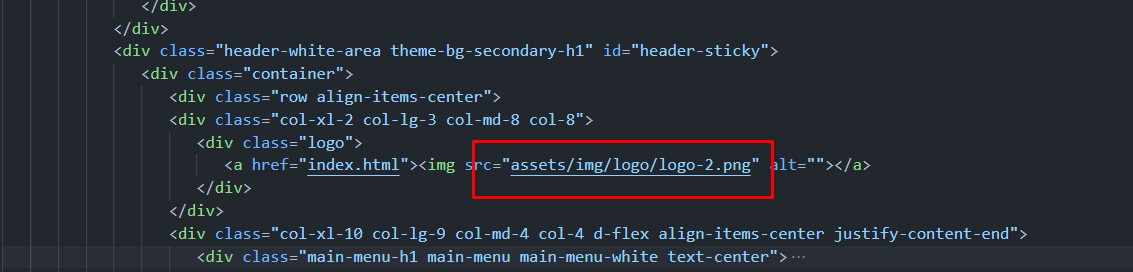 </div>
</div>
<div class="header-white-area theme-bg-secondary-h1" id="header-sticky">
<div class="container">
<div class="row align-items-center">
<div class="col-xl-2 col-lg-3 col-md-8 col-8">
<div class="logo">
<a href="index.html"><img src="assets/img/logo/logo-2.png" alt=""></a>
</div>
</div>
<div class="col-xl-10 col-lg-9 col-md-4 col-4 d-flex align-items-center justify-content-end">
<div class="main-menu-h1 main-menu main-menu-white text-center">…